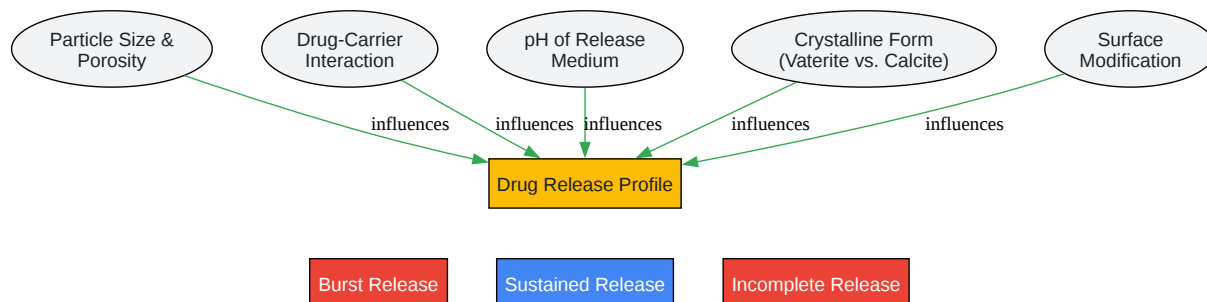 Particle Size &
Porosity
Drug-Carrier
Interaction
pH of Release
Medium
Crystalline Form
(Vaterite vs. Calcite)
Surface
Modification
influences
influences
influences
influences
influences
Drug Release Profile
Burst Release
Sustained Release
Incomplete Release